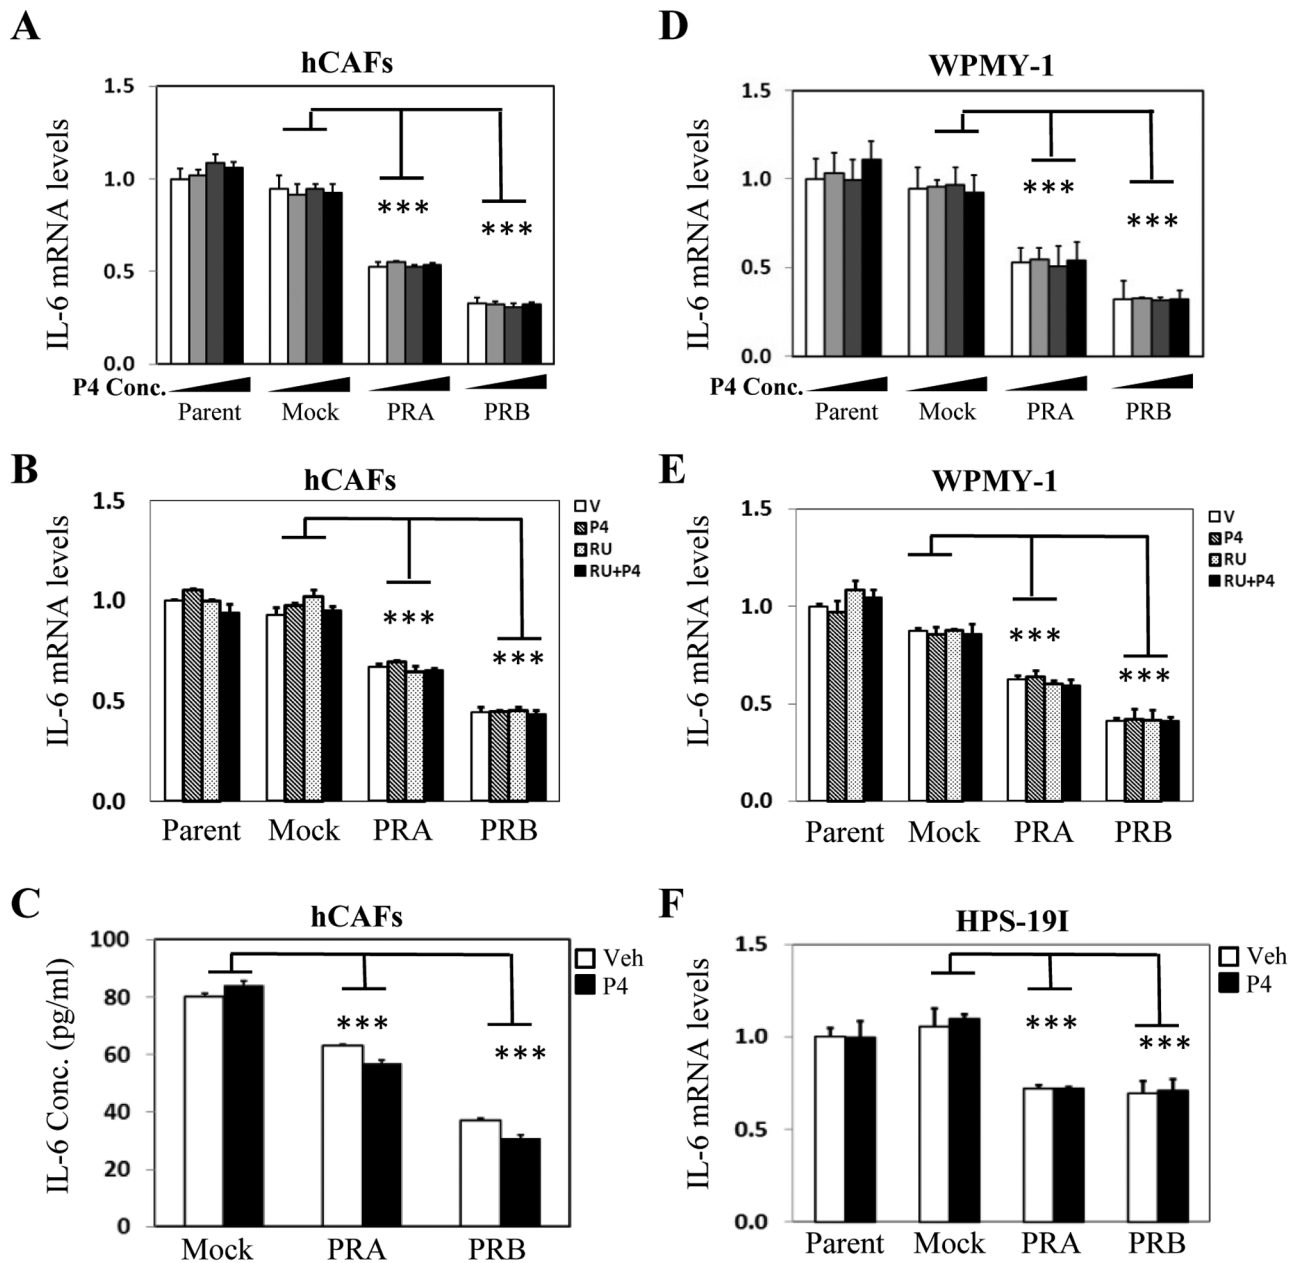 A
hCAFs
IL-6 mRNA levels
1.5
1.0
0.5
0.0
***
***
P4 Conc.
Parent Mock PRA PRB
D
WPMY-1
IL-6 mRNA levels
1.5
1.0
0.5
0.0
***
***
P4 Conc.
Parent Mock PRA PRB
B
hCAFs
IL-6 mRNA levels
1.5
1.0
0.5
0.0
V
P4
RU
RU+P4
***
***
Parent Mock PRA PRB
E
WPMY-1
IL-6 mRNA levels
1.5
1.0
0.5
0.0
V
P4
RU
RU+P4
***
***
Parent Mock PRA PRB
C
hCAFs
IL-6 Conc. (pg/ml)
100
80
60
40
20
0
Veh
P4
***
***
Mock PRA PRB
F
HPS-19I
IL-6 mRNA levels
1.5
1.0
0.5
0.0
Veh
P4
***
***
Parent Mock PRA PRB